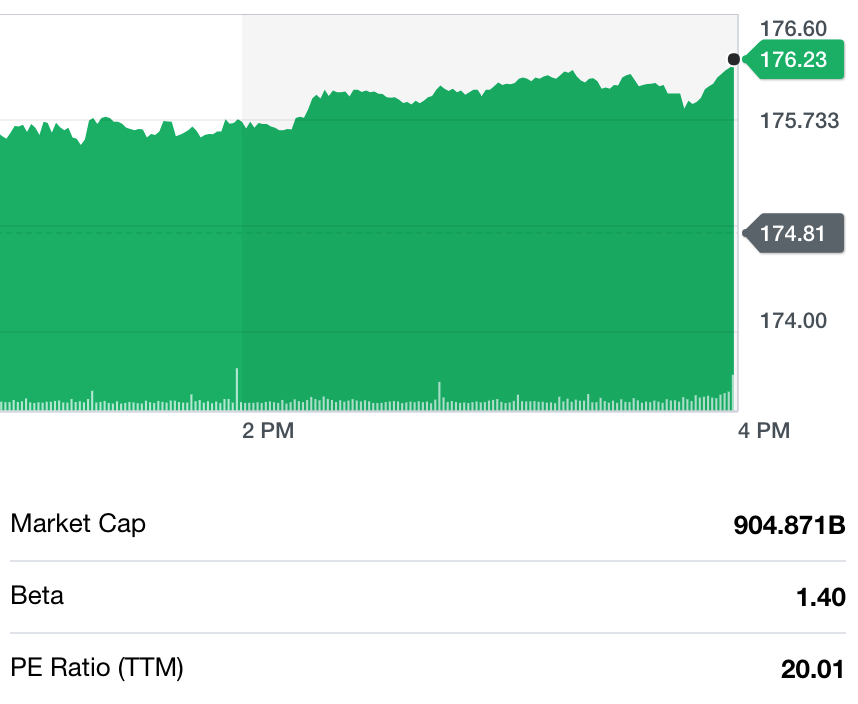 176.60
176.23
175.733
174.81
174.00
2 PM 4 PM
Market Cap 904.871B
Beta 1.40
PE Ratio (TTM) 20.01